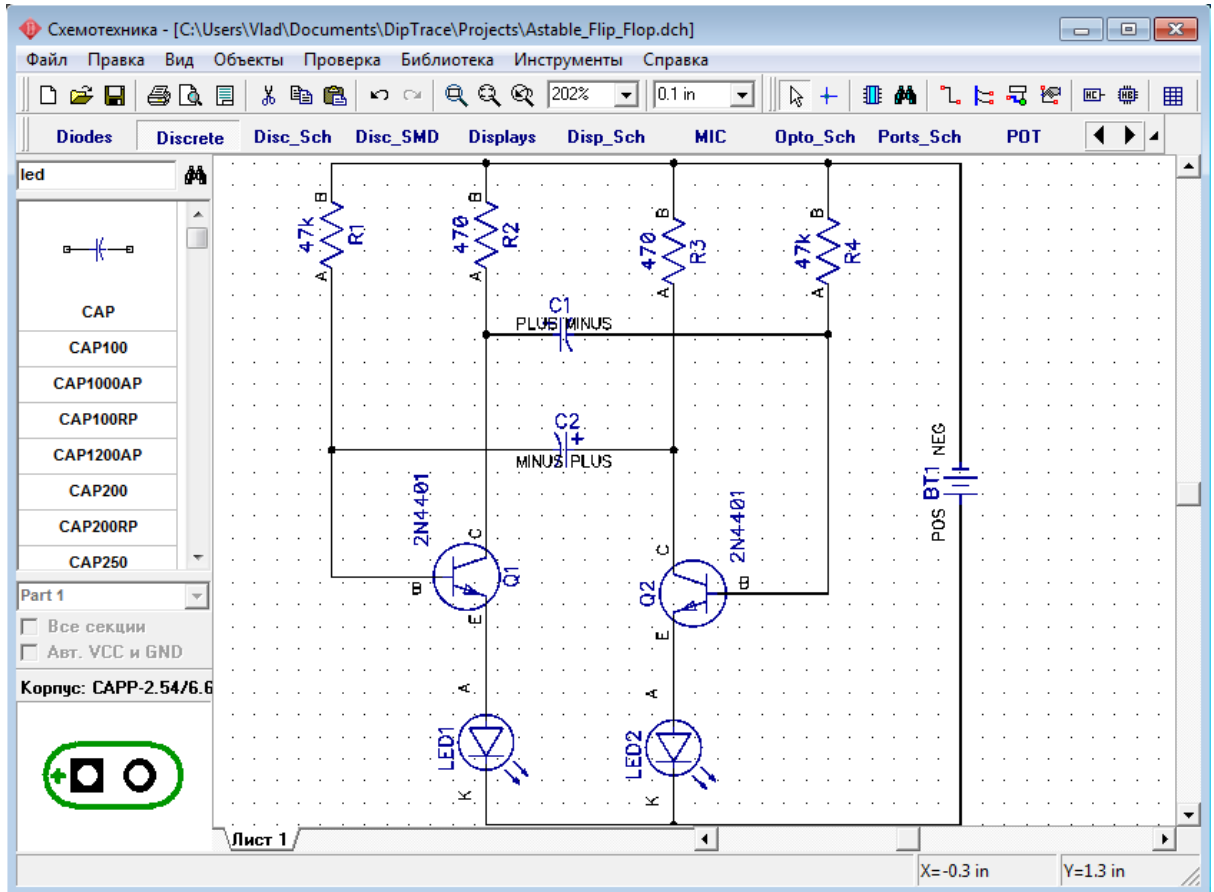 Схемотехника - [C:\Users\Vlad\Documents\DipTrace\Projects\Astable_Flip_Flop.dch]
Файл Правка Вид Объекты Проверка Библиотека Инструменты Справка
202% 0.1 in
Diodes Discrete Disc_Sch Disc_SMD Displays Disp_Sch MIC Opto_Sch Ports_Sch POT
led
CAP
CAP100
CAP1000AP
CAP100RP
CAP1200AP
CAP200
CAP200RP
CAP250
Part 1
Все секции
Авт. VCC и GND
Корпус: CAPP-2.54/6.6
+
B B B B
47k R1 470 R2 470 R3 47k R4
A A A A
C1
PLUS MINUS
C2
+
MINUS PLUS
NEG
BT1
POS
2N4401 2N4401
C C
B Q1 Q2 B
E E
A A
LED1 LED2
K K
Лист 1
X=-0.3 in Y=1.3 in